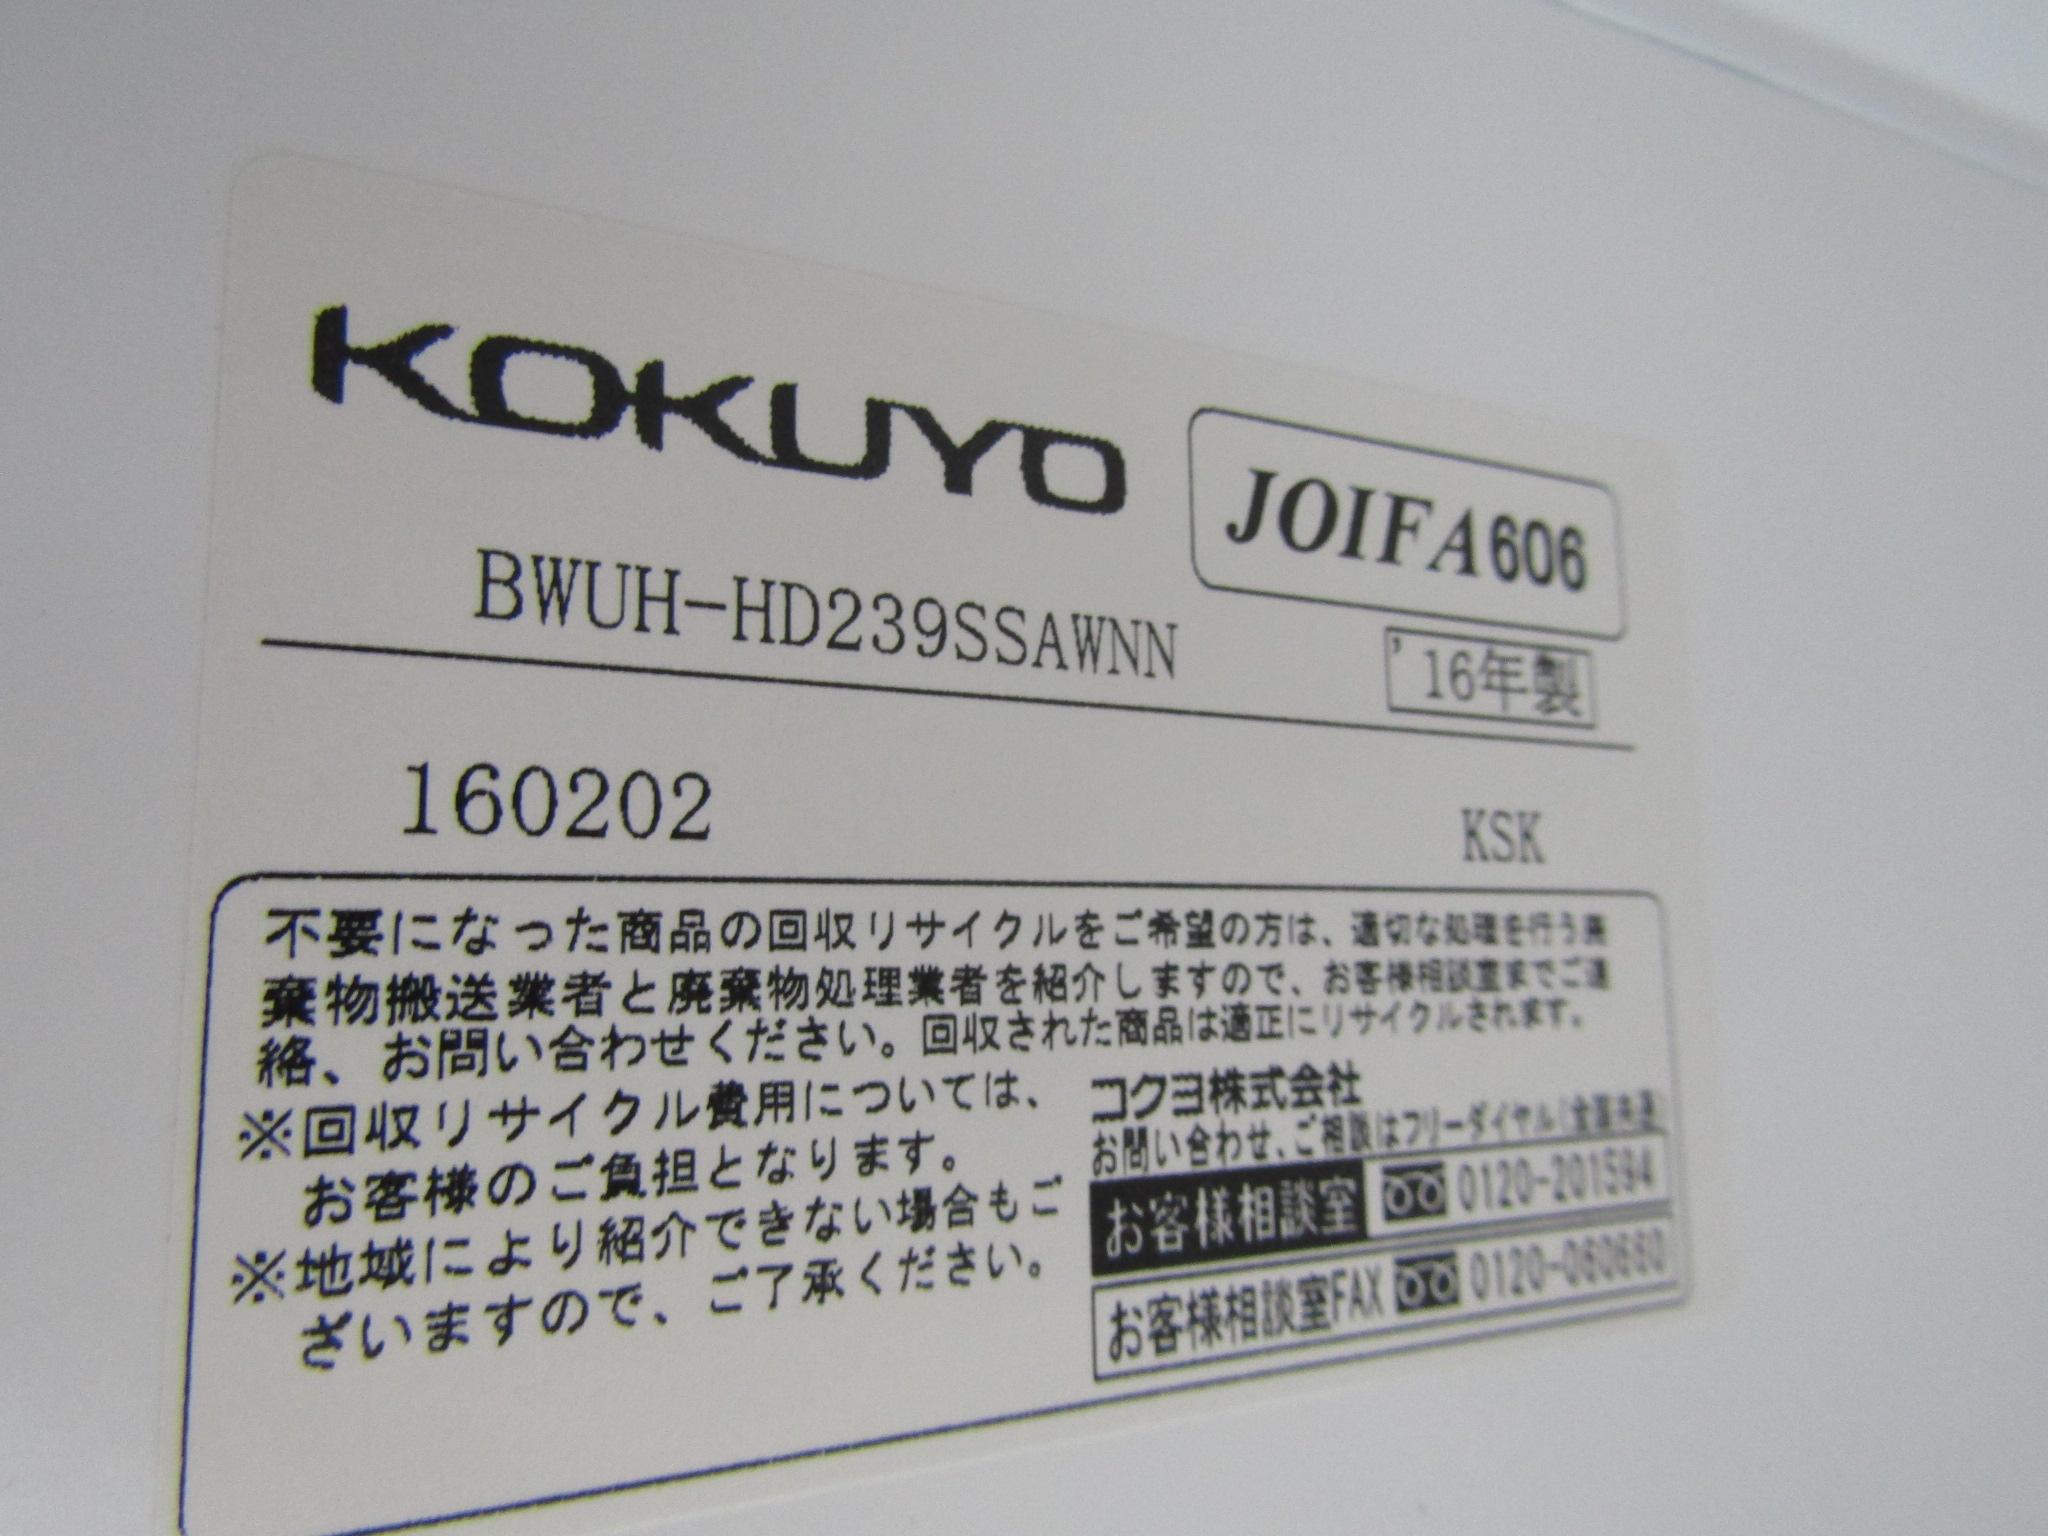 KOKUYO
JOIFA606
BWUH-HD239SSAWNN
'16年製
160202
KSK
不要になった商品の回収リサイクルをご希望の方は、適切な処理を行う廃
棄物搬送業者と廃棄物処理業者を紹介しますので、お客様相談室までご連
絡、お問い合わせください。回収された商品は適正にリサイクルされます。
※回収リサイクル費用については、
お客様のご負担となります。
※地域により紹介できない場合もご
ざいますので、ご了承ください。
コクヨ株式会社
お問い合わせ、ご相談はフリーダイヤル(全国共通)
お客様相談室 0120-201594
お客様相談室FAX 0120-060660